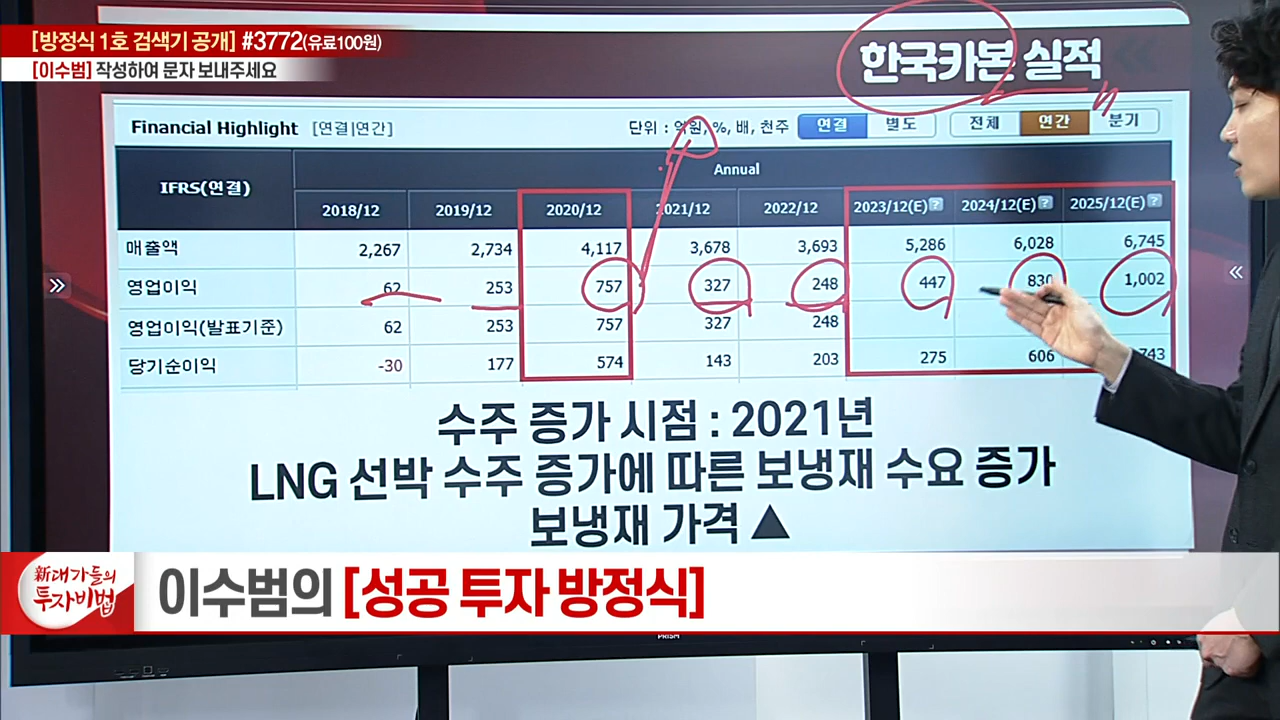 [방정식 1호 검색기 공개] #3772(유료100원)
[이수범] 작성하여 문자 보내주세요
한국카본 실적
Financial Highlight [연결|연간]
단위 : 억원, %, 배, 천주 연결 별도 전체 연간 분기
IFRS(연결) Annual
2018/12 2019/12 2020/12 2021/12 2022/12 2023/12(E) 2024/12(E) 2025/12(E)
매출액 2,267 2,734 4,117 3,678 3,693 5,286 6,028 6,745
영업이익 62 253 757 327 248 447 830 1,002
영업이익(발표기준) 62 253 757 327 248
당기순이익 -30 177 574 143 203 275 606 743
수주 증가 시점 : 2021년
LNG 선박 수주 증가에 따른 보냉재 수요 증가
보냉재 가격 ▲
新대가들의
투자비법
이수범의 [성공 투자 방정식]
PRISM